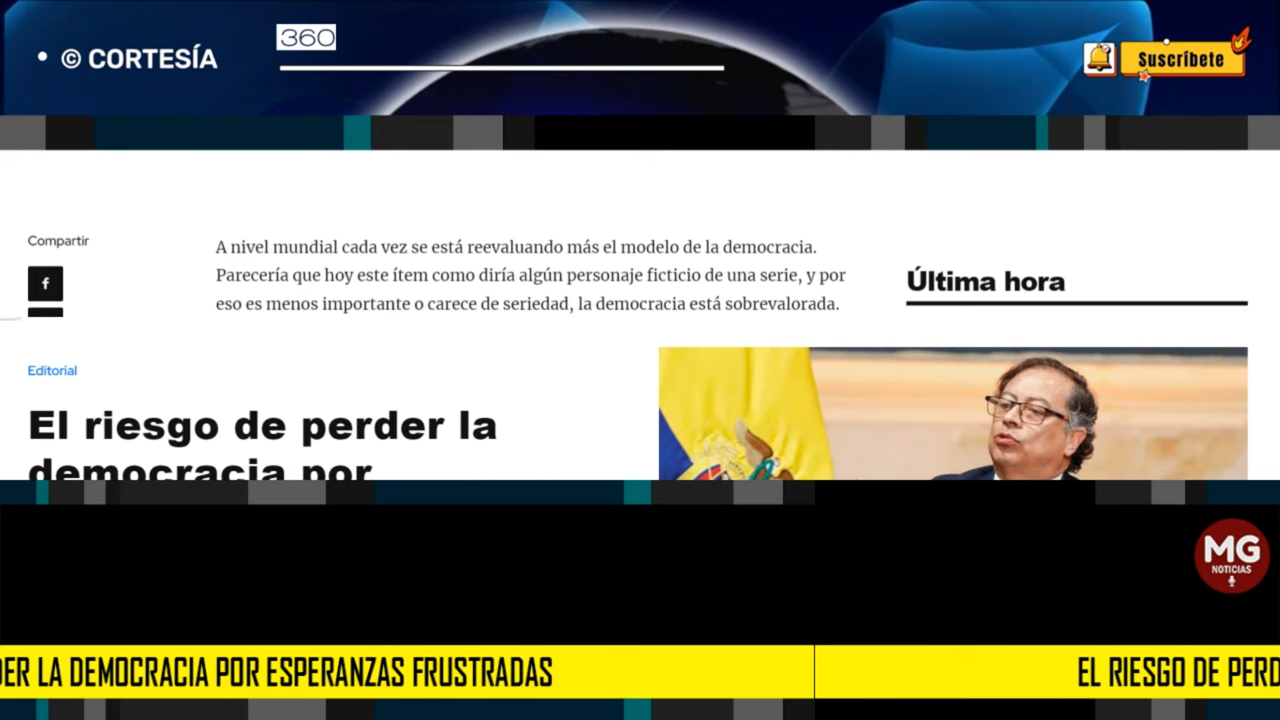 © CORTESÍA
360
Suscríbete
Compartir
A nivel mundial cada vez se está reevaluando más el modelo de la democracia.
Parecería que hoy este ítem como diría algún personaje ficticio de una serie, y por
eso es menos importante o carece de seriedad, la democracia está sobrevalorada.
Última hora
Editorial
El riesgo de perder la
democracia por
MG
NOTICIAS
DER LA DEMOCRACIA POR ESPERANZAS FRUSTRADAS
EL RIESGO DE PERD